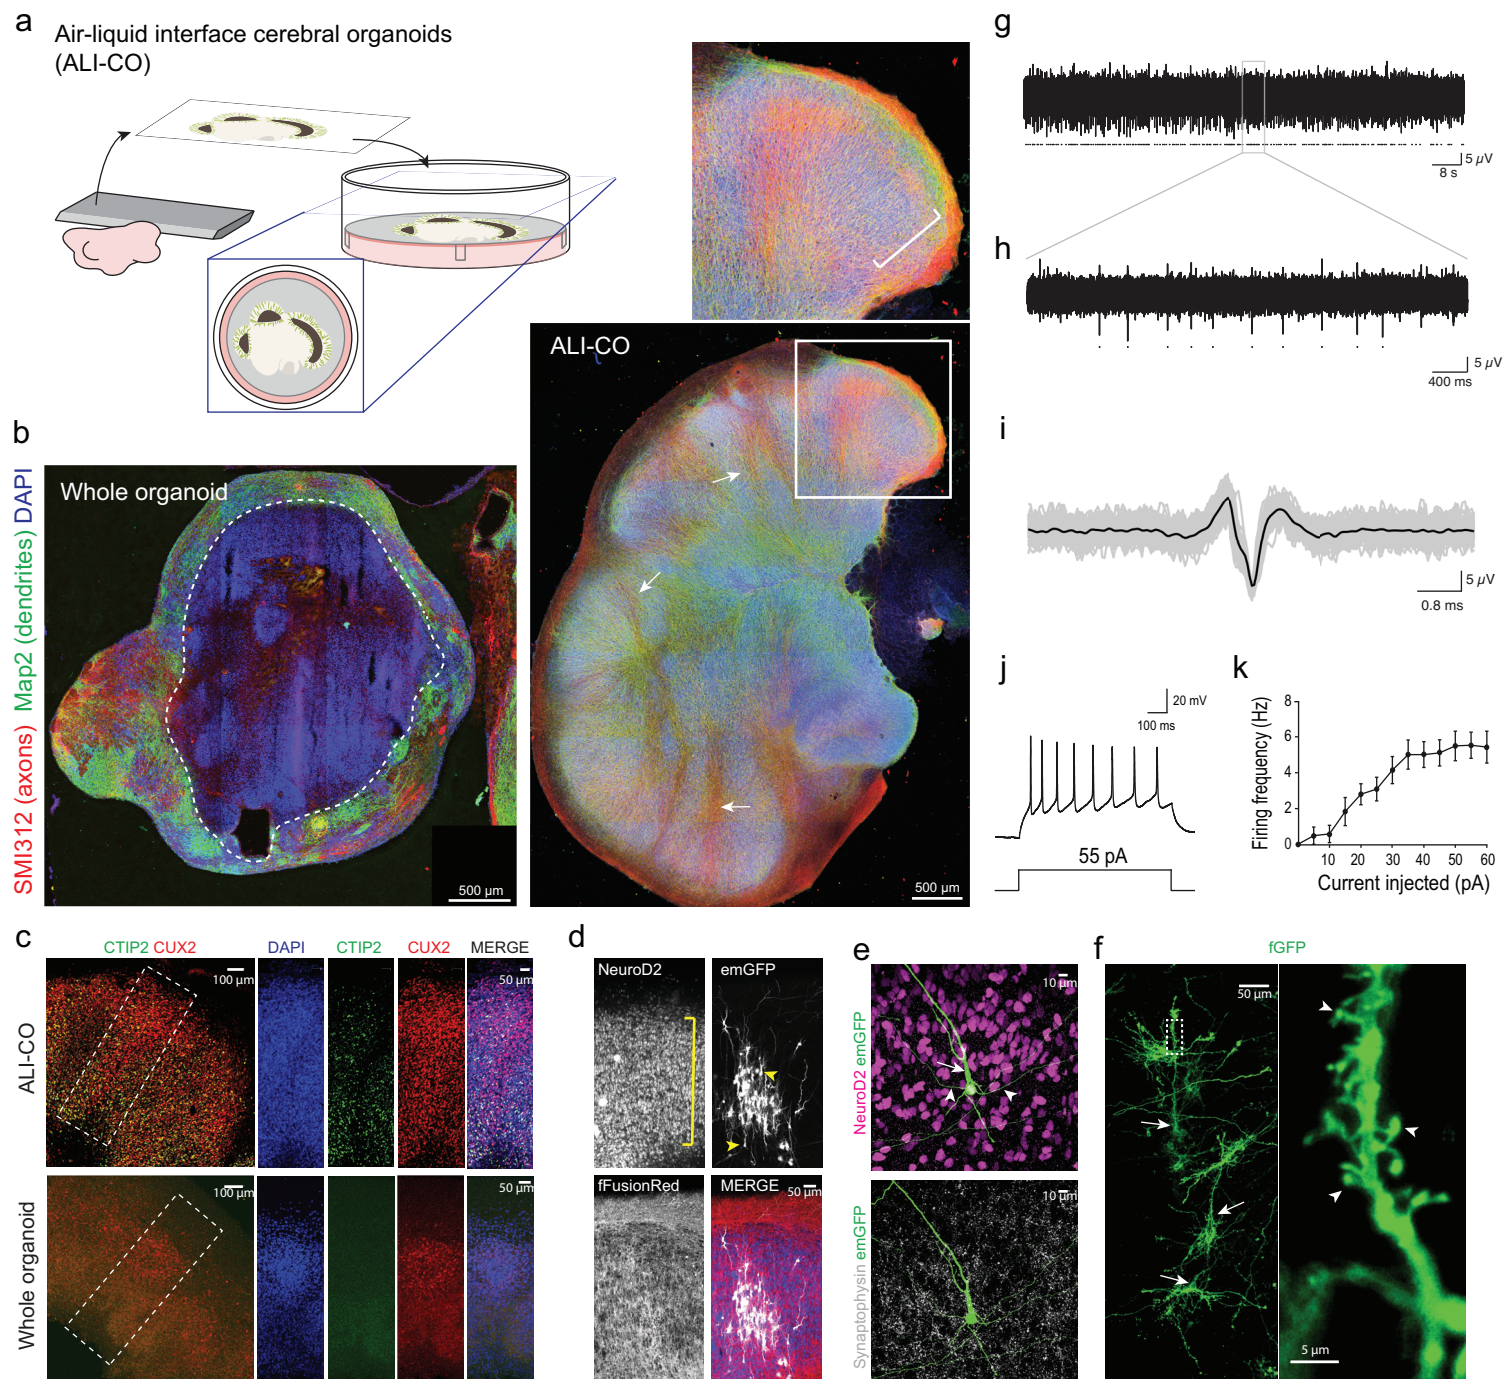 a
Air-liquid interface cerebral organoids
(ALI-CO)
ALI-CO
500 µm
b
SMI312 (axons) Map2 (dendrites) DAPI
Whole organoid
500 µm
c
CTIP2 CUX2
DAPI
CTIP2
CUX2
MERGE
ALI-CO
100 µm
50 µm
Whole organoid
100 µm
50 µm
d
NeuroD2
emGFP
fFusionRed
MERGE
50 µm
e
NeuroD2 emGFP
10 µm
Synaptophysin emGFP
10 µm
f
fGFP
50 µm
5 µm
g
5 µV
8 s
h
5 µV
400 ms
i
5 µV
0.8 ms
j
20 mV
100 ms
55 pA
k
Firing frequency (Hz)
8
6
4
2
0
10 20 30 40 50 60
Current injected (pA)